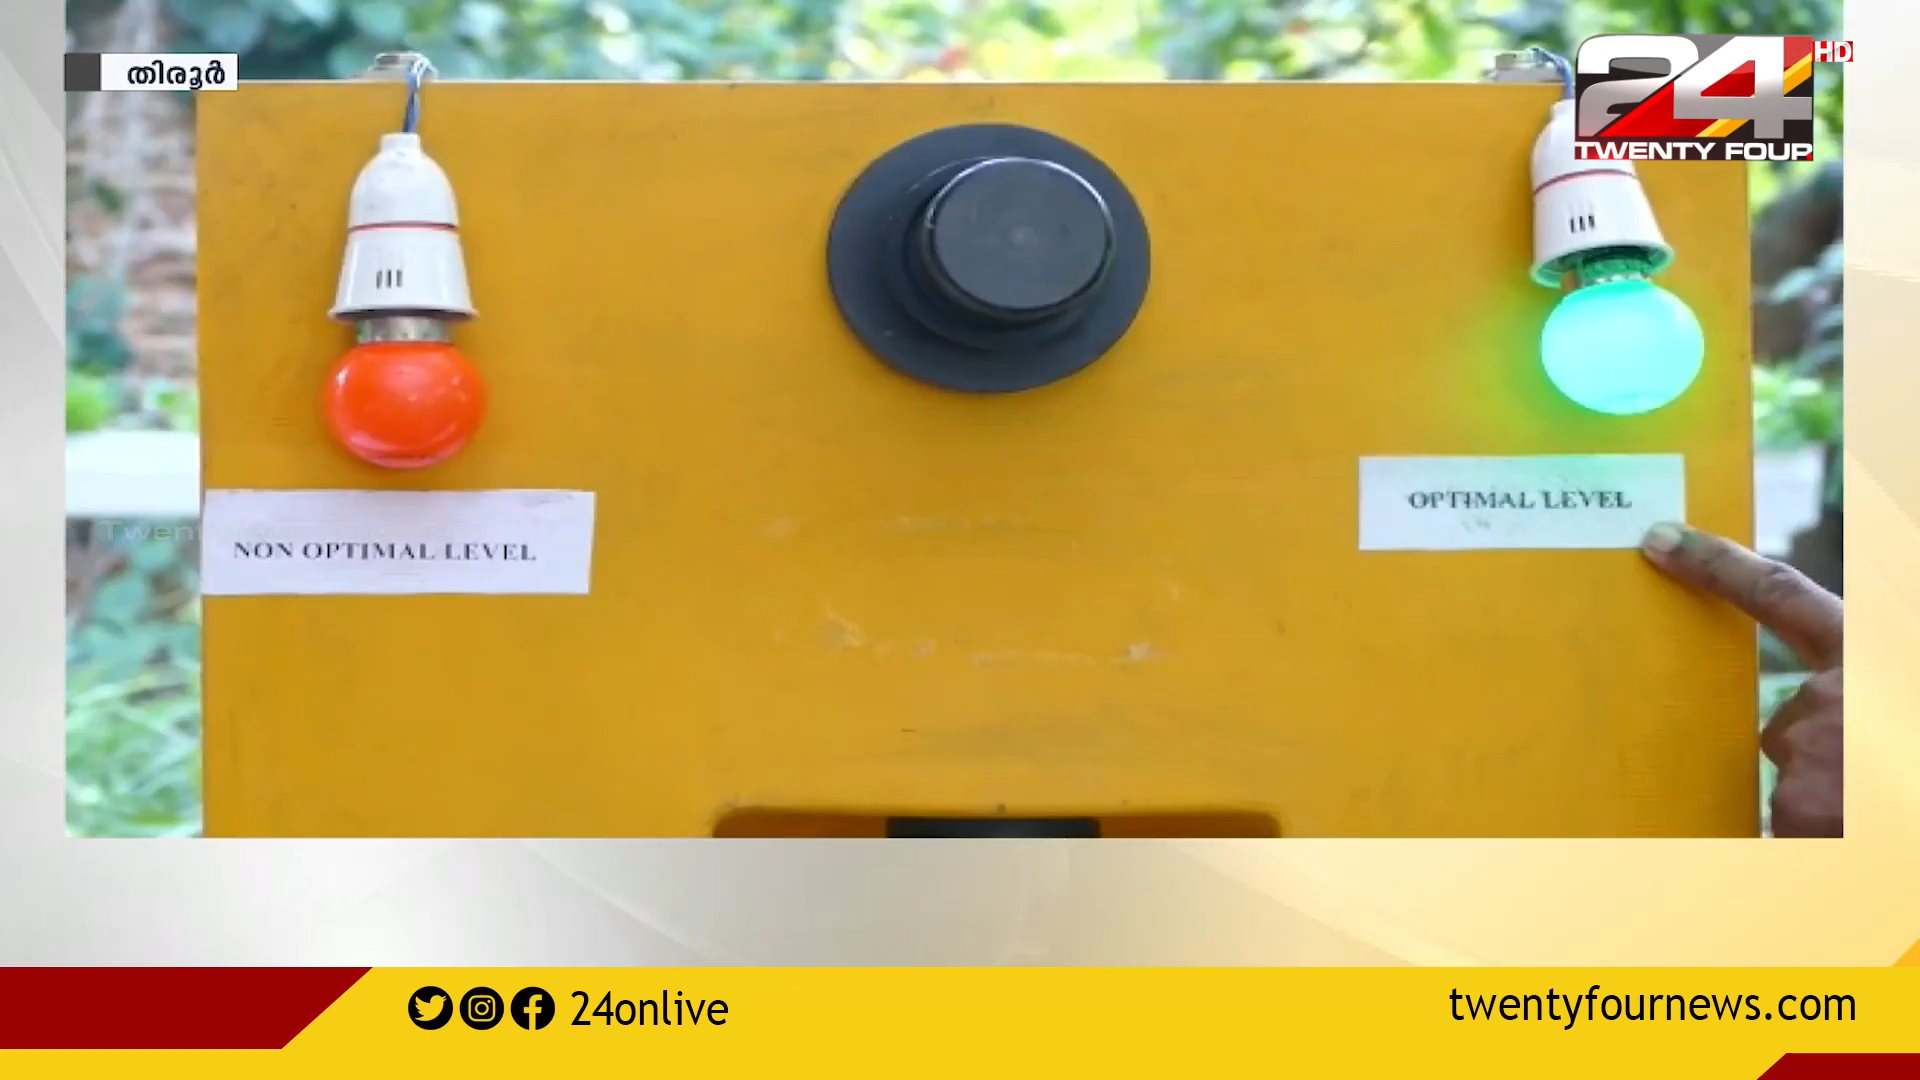 തിരൂർ
24 HD
TWENTY FOUR
NON OPTIMAL LEVEL
OPTIMAL LEVEL
24onlive
twentyfournews.com